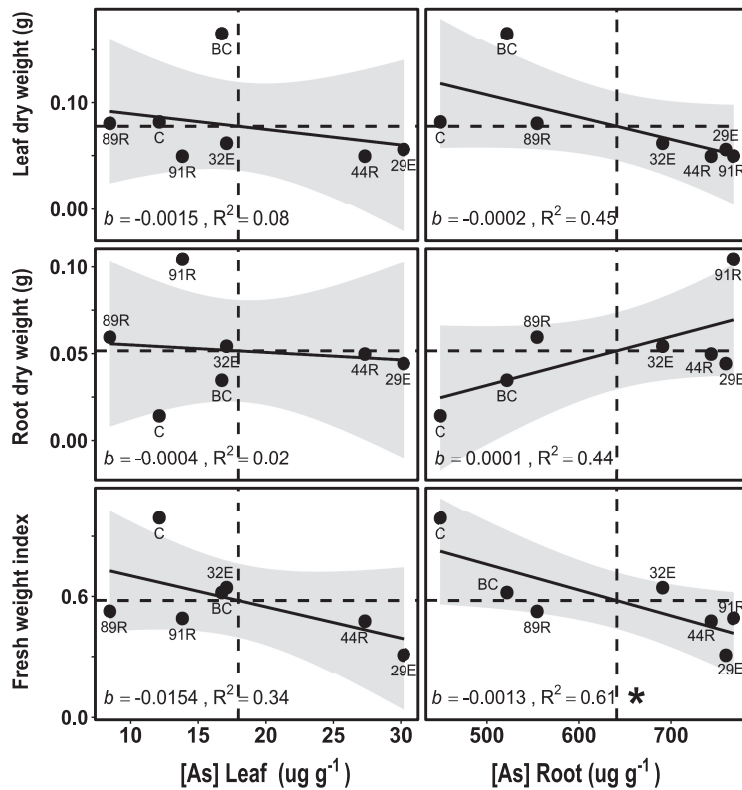 Leaf dry weight (g)
0.10
0.00
BC
89R
C
91R
32E
44R
29E
b = -0.0015 , R² = 0.08
BC
C
89R
32E
29E
44R
91R
b = -0.0002 , R² = 0.45
Root dry weight (g)
0.10
0.05
0.00
91R
89R
32E
BC
C
44R
29E
b = -0.0004 , R² = 0.02
91R
89R
BC
C
32E
44R
29E
b = 0.0001 , R² = 0.44
Fresh weight index
0.6
0.0
C
32E
BC
89R
91R
44R
29E
b = -0.0154 , R² = 0.34
C
BC
89R
32E
91R
44R
29E
b = -0.0013 , R² = 0.61 *
10 15 20 25 30
500 600 700
[As] Leaf (ug g⁻¹)
[As] Root (ug g⁻¹)